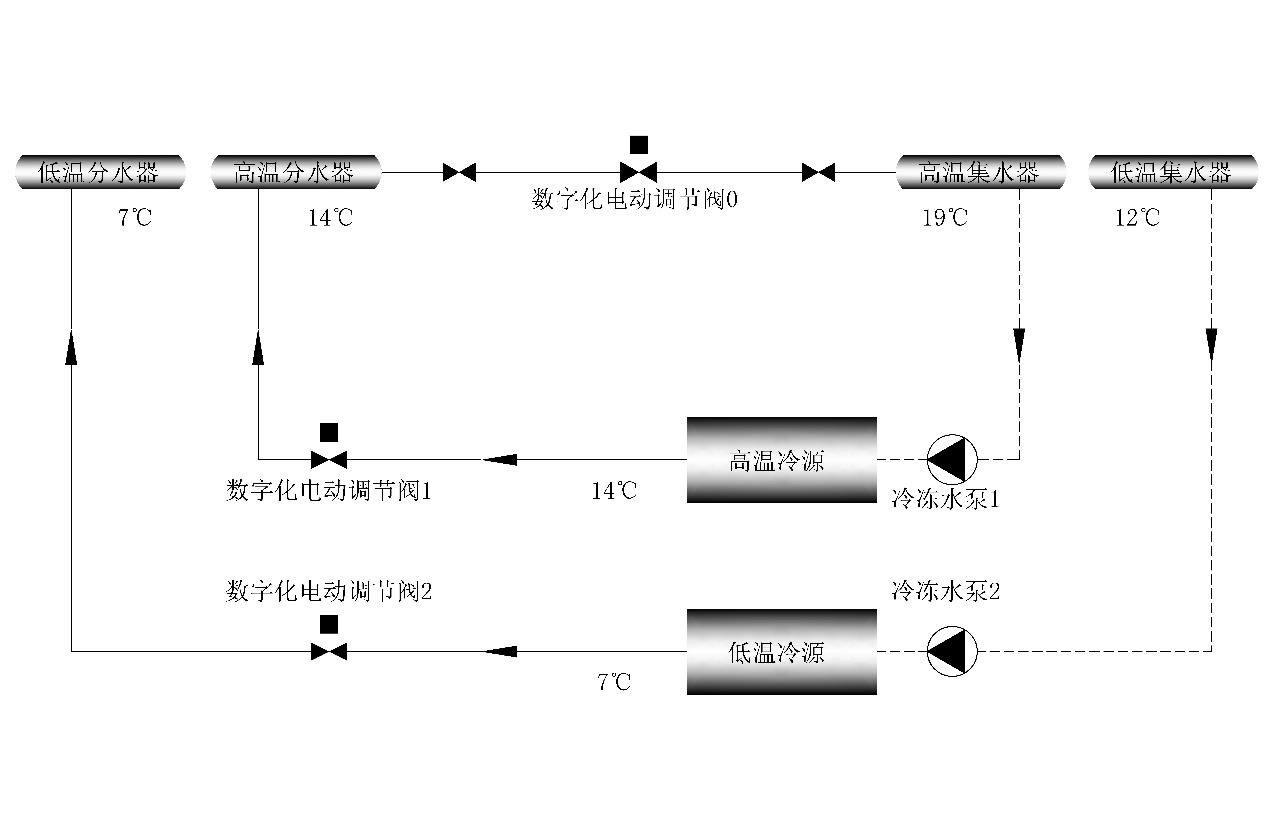 低温分水器
高温分水器
高温集水器
低温集水器
数字化电动调节阀0
7℃
14℃
19℃
12℃
高温冷源
数字化电动调节阀1
14℃
冷冻水泵1
数字化电动调节阀2
冷冻水泵2
低温冷源
7℃